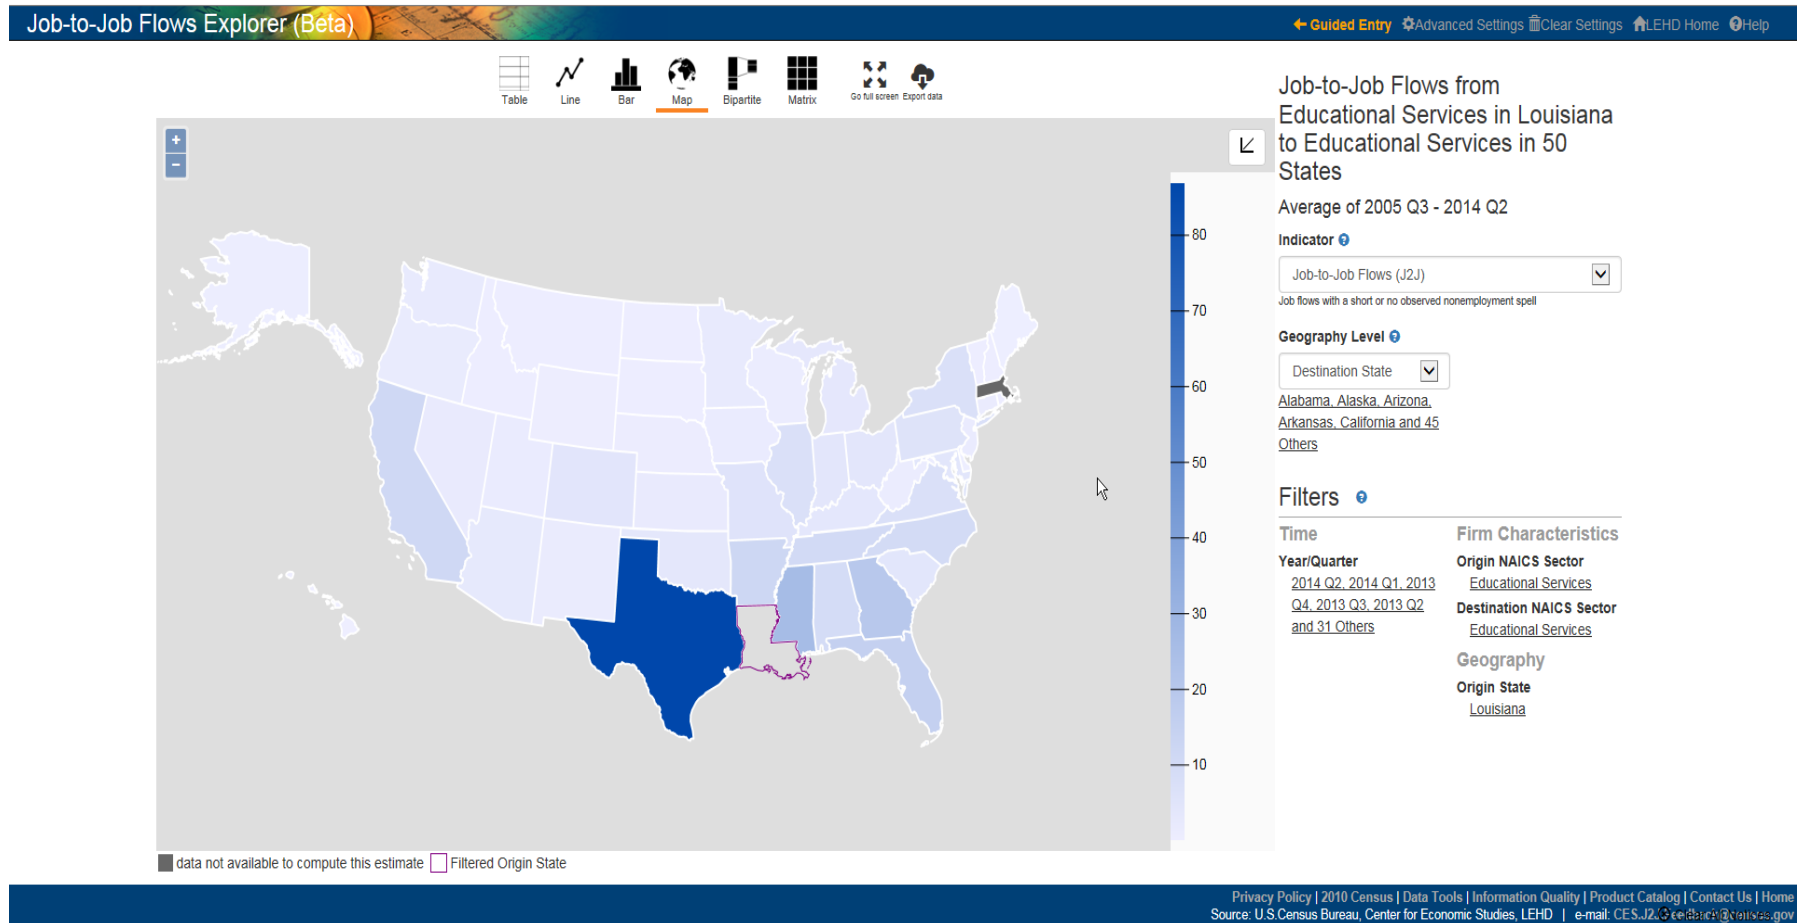 Job-to-Job Flows Explorer (Beta)
Guided Entry Advanced Settings Clear Settings LEHD Home Help
Table Line Bar Map Bipartite Matrix Go full screen Export data
+
-
80
70
60
50
40
30
20
10
data not available to compute this estimate Filtered Origin State
Job-to-Job Flows from
Educational Services in Louisiana
to Educational Services in 50
States
Average of 2005 Q3 - 2014 Q2
Indicator
Job-to-Job Flows (J2J)
Job flows with a short or no observed nonemployment spell
Geography Level
Destination State
Alabama, Alaska, Arizona,
Arkansas, California and 45
Others
Filters
Time
Year/Quarter
2014 Q2, 2014 Q1, 2013
Q4, 2013 Q3, 2013 Q2
and 31 Others
Firm Characteristics
Origin NAICS Sector
Educational Services
Destination NAICS Sector
Educational Services
Geography
Origin State
Louisiana
Privacy Policy | 2010 Census | Data Tools | Information Quality | Product Catalog | Contact Us | Home
Source: U.S.Census Bureau, Center for Economic Studies, LEHD | e-mail: